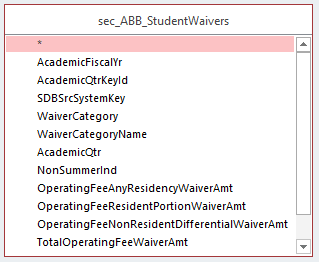 sec_ABB_StudentWaivers
*
AcademicFiscalYr
AcademicQtrKeyId
SDBSrcSystemKey
WaiverCategory
WaiverCategoryName
AcademicQtr
NonSummerInd
OperatingFeeAnyResidencyWaiverAmt
OperatingFeeResidentPortionWaiverAmt
OperatingFeeNonResidentDifferentialWaiverAmt
TotalOperatingFeeWaiverAmt